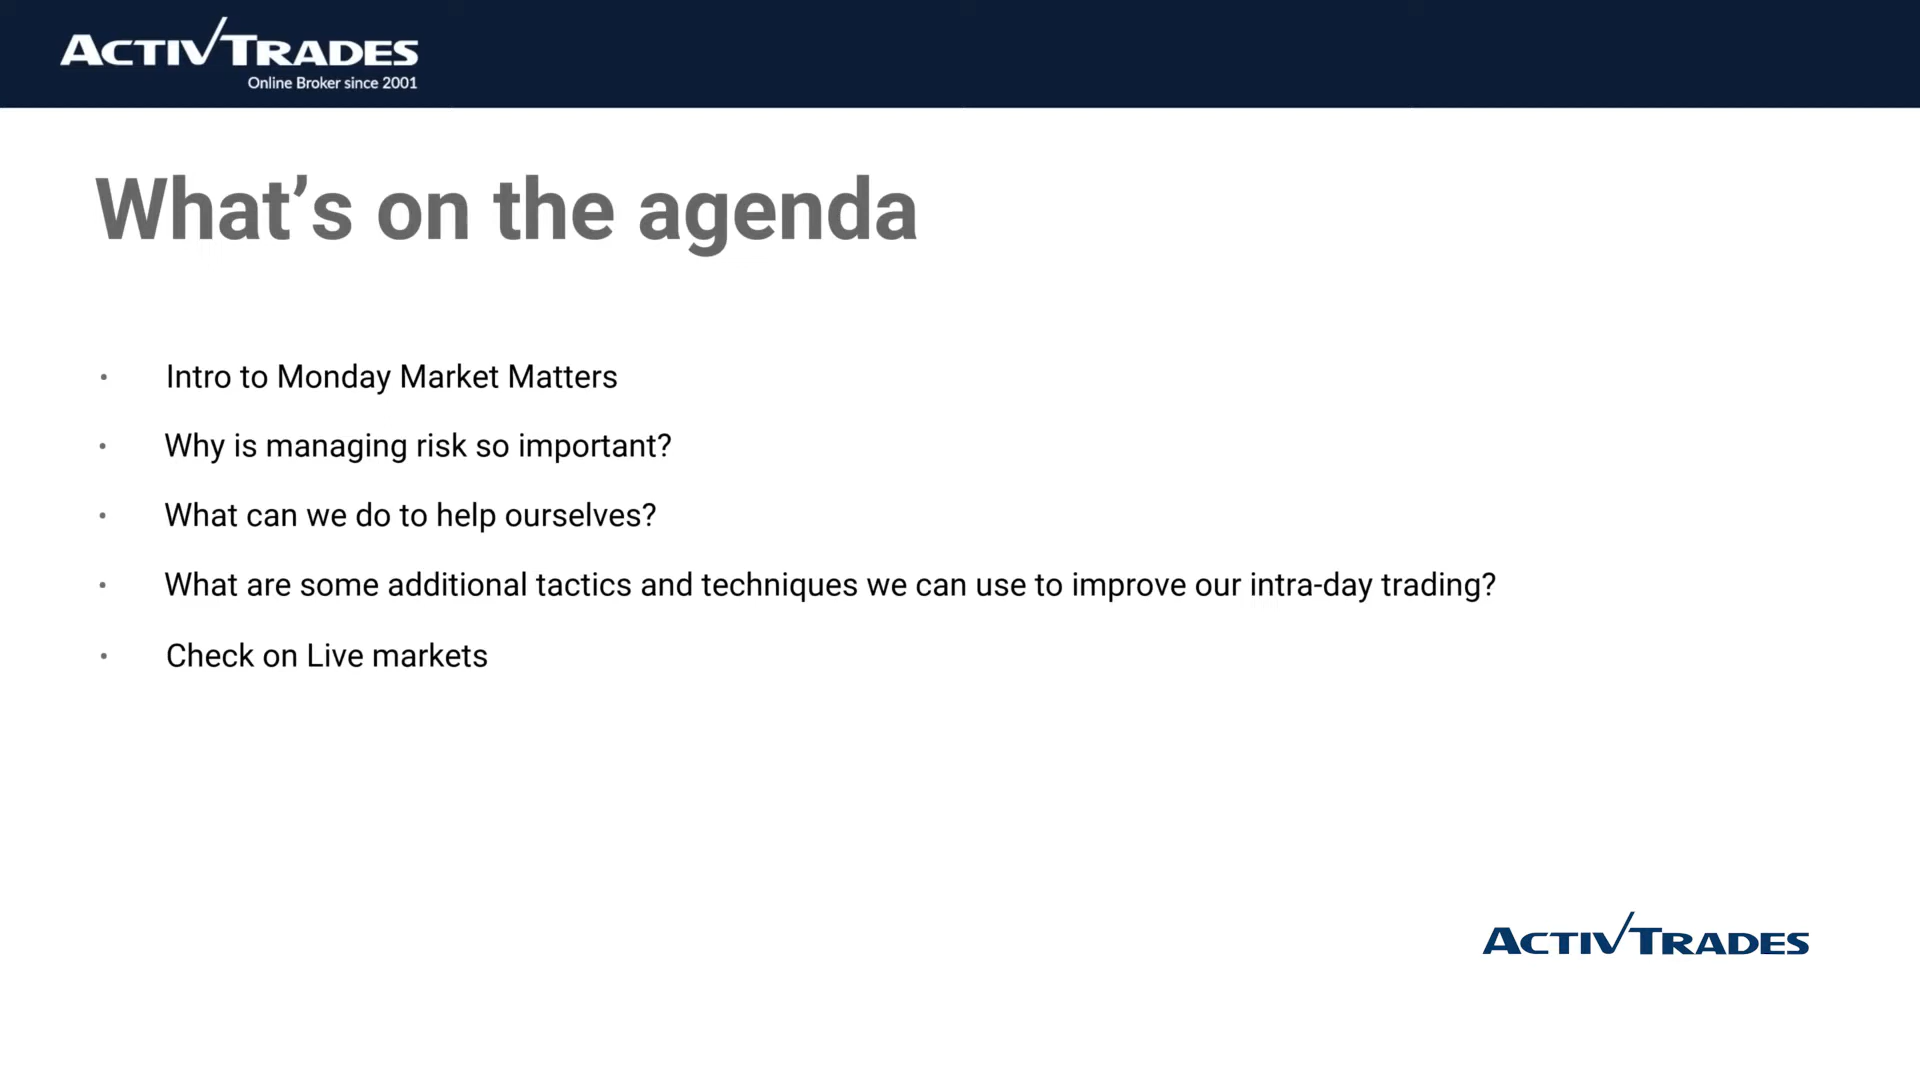 ACTIVTRADES
Online Broker since 2001
What’s on the agenda
• Intro to Monday Market Matters
• Why is managing risk so important?
• What can we do to help ourselves?
• What are some additional tactics and techniques we can use to improve our intra-day trading?
• Check on Live markets
ACTIVTRADES